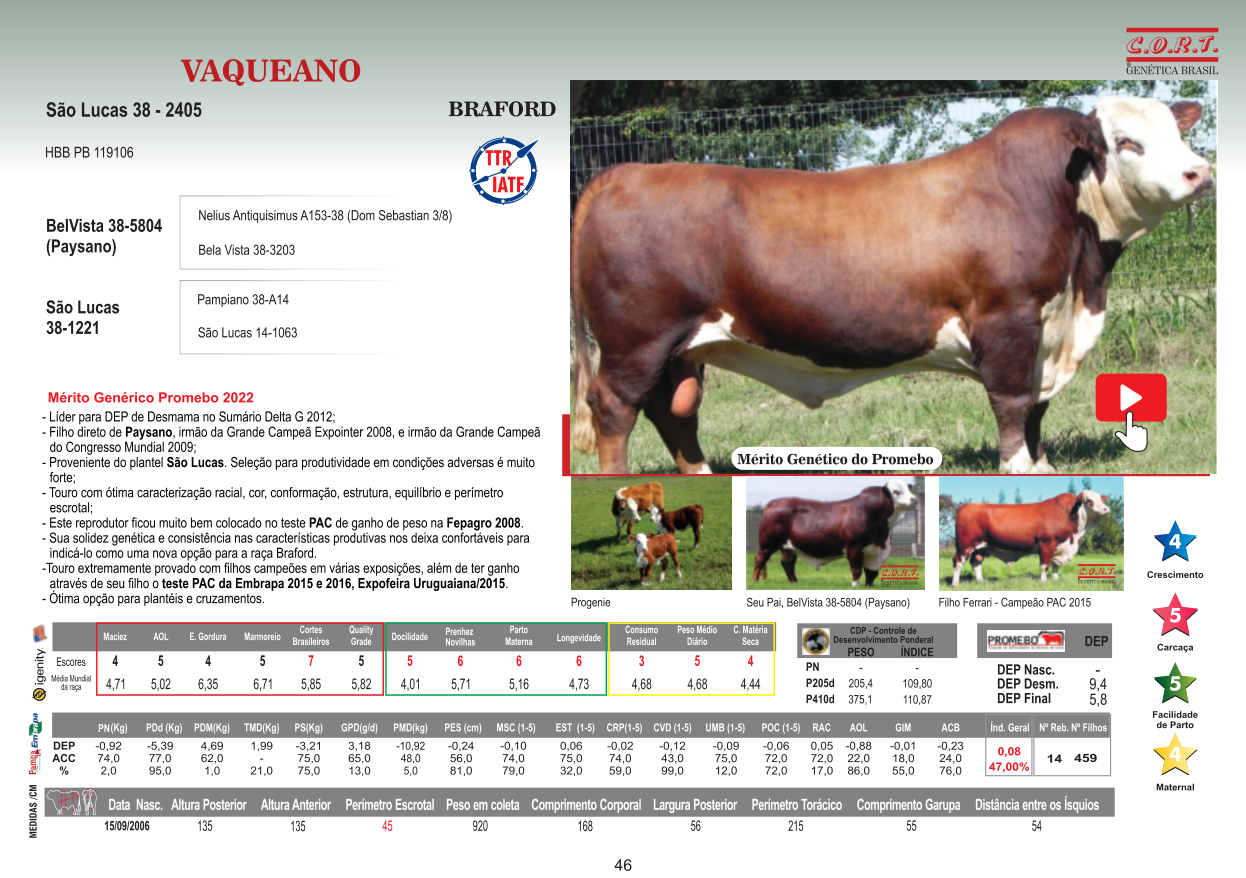 VAQUEANO
C.O.R.T.
GENÉTICA BRASIL
São Lucas 38 - 2405
BRAFORD
HBB PB 119106
TTR
IATF
BelVista 38-5804
(Paysano)
Nelius Antiquisimus A153-38 (Dom Sebastian 3/8)
Bela Vista 38-3203
São Lucas
38-1221
Pampiano 38-A14
São Lucas 14-1063
Mérito Genérico Promebo 2022
- Líder para DEP de Desmama no Sumário Delta G 2012;
- Filho direto de Paysano, irmão da Grande Campeã Expointer 2008, e irmão da Grande Campeã
do Congresso Mundial 2009;
- Proveniente do plantel São Lucas. Seleção para produtividade em condições adversas é muito
forte;
- Touro com ótima caracterização racial, cor, conformação, estrutura, equilíbrio e perímetro
escrotal;
- Este reprodutor ficou muito bem colocado no teste PAC de ganho de peso na Fepagro 2008.
- Sua solidez genética e consistência nas características produtivas nos deixa confortáveis para
indicá-lo como uma nova opção para a raça Braford.
-Touro extremamente provado com filhos campeões em várias exposições, além de ter ganho
através de seu filho o teste PAC da Embrapa 2015 e 2016, Expofeira Uruguaiana/2015.
- Ótima opção para plantéis e cruzamentos.
Mérito Genético do Promebo
C.O.R.T.
GENÉTICA BRASIL
C.O.R.T.
GENÉTICA BRASIL
Progenie
Seu Pai, BelVista 38-5804 (Paysano)
Filho Ferrari - Campeão PAC 2015
4
Crescimento
5
Carcaça
5
Facilidade
de Parto
4
Maternal
igenity
Maciez AOL E. Gordura Marmoreio Cortes Brasileiros Quality Grade Docilidade Prenhez Novilhas Parto Materna Longevidade Consumo Residual Peso Médio Diário C. Matéria Seca
Escores 4 5 4 5 7 5 5 6 6 6 3 5 4
Média Mundial da raça 4,71 5,02 6,35 6,71 5,85 5,82 4,01 5,71 5,16 4,73 4,68 4,68 4,44
CDP - Controle de
Desenvolvimento Ponderal
PESO ÍNDICE
PN - -
P205d 205,4 109,80
P410d 375,1 110,87
PROMEBO DEP
DEP Nasc. -
DEP Desm. 9,4
DEP Final 5,8
Embrapa
PN(Kg) PDd (Kg) PDM(Kg) TMD(Kg) PS(Kg) GPD(g/d) PMD(kg) PES (cm) MSC (1-5) EST (1-5) CRP(1-5) CVD (1-5) UMB (1-5) POC (1-5) RAC AOL GIM ACB Índ. Geral Nº Reb. Nº Filhos
DEP -0,92 -5,39 4,69 1,99 -3,21 3,18 -10,92 -0,24 -0,10 0,06 -0,02 -0,12 -0,09 -0,06 0,05 -0,88 -0,01 -0,23
ACC 74,0 77,0 62,0 - 75,0 65,0 48,0 56,0 74,0 75,0 74,0 43,0 75,0 72,0 72,0 22,0 18,0 24,0
% 2,0 95,0 1,0 21,0 75,0 13,0 5,0 81,0 79,0 32,0 59,0 99,0 12,0 72,0 17,0 86,0 55,0 76,0
0,08
47,00%
14 459
MEDIDAS /CM
Data Nasc. Altura Posterior Altura Anterior Perímetro Escrotal Peso em coleta Comprimento Corporal Largura Posterior Perímetro Torácico Comprimento Garupa Distância entre os Ísquios
15/09/2006 135 135 45 920 168 56 215 55 54
46